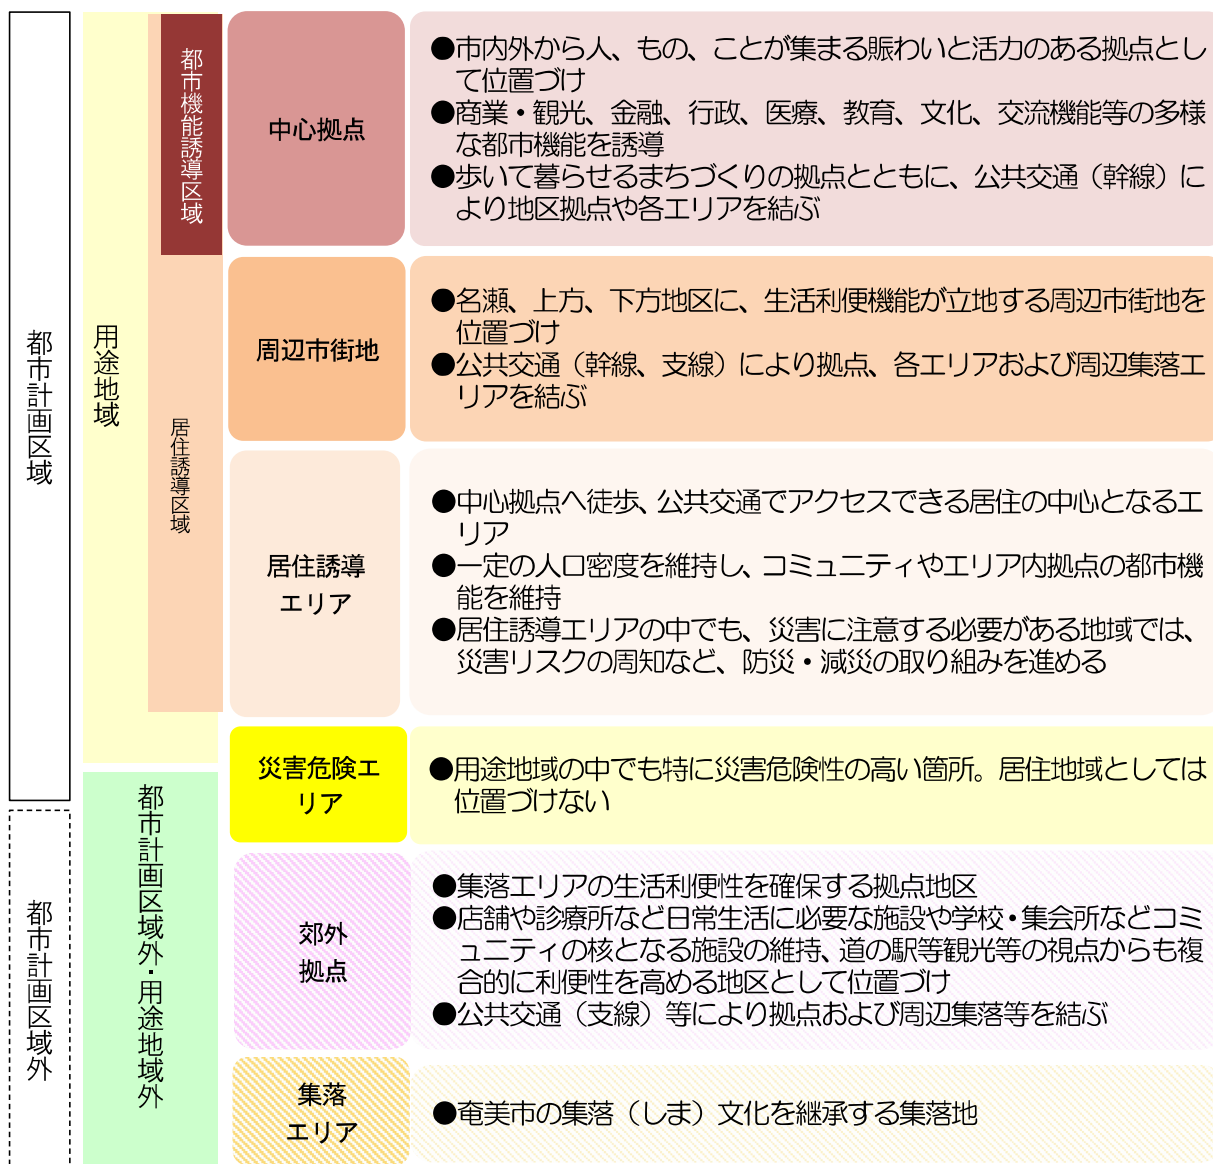 都市計画区域
都市計画区域外
用途地域
都市計画区域外・用途地域外
都市機能誘導区域
居住誘導区域
中心拠点
●市内外から人、もの、ことが集まる賑わいと活力のある拠点とし
て位置づけ
●商業・観光、金融、行政、医療、教育、文化、交流機能等の多様
な都市機能を誘導
●歩いて暮らせるまちづくりの拠点とともに、公共交通（幹線）に
より地区拠点や各エリアを結ぶ
周辺市街地
●名瀬、上方、下方地区に、生活利便機能が立地する周辺市街地を
位置づけ
●公共交通（幹線、支線）により拠点、各エリアおよび周辺集落エ
リアを結ぶ
居住誘導
エリア
●中心拠点へ徒歩、公共交通でアクセスできる居住の中心となるエ
リア
●一定の人口密度を維持し、コミュニティやエリア内拠点の都市機
能を維持
●居住誘導エリアの中でも、災害に注意する必要がある地域では、
災害リスクの周知など、防災・減災の取り組みを進める
災害危険エ
リア
●用途地域の中でも特に災害危険性の高い箇所。居住地域としては
位置づけない
郊外
拠点
●集落エリアの生活利便性を確保する拠点地区
●店舗や診療所など日常生活に必要な施設や学校・集会所などコミ
ュニティの核となる施設の維持、道の駅等観光等の視点からも複
合的に利便性を高める地区として位置づけ
●公共交通（支線）等により拠点および周辺集落等を結ぶ
集落
エリア
●奄美市の集落（しま）文化を継承する集落地